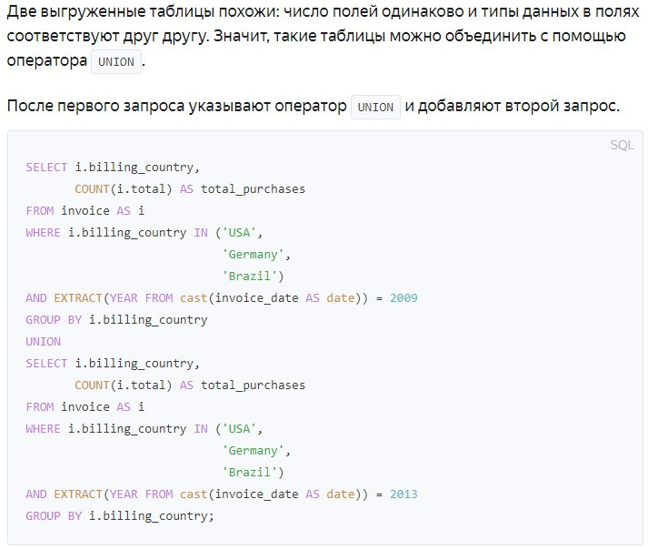 Две выгруженные таблицы похожи: число полей одинаково и типы данных в полях
соответствуют друг другу. Значит, такие таблицы можно объединить с помощью
оператора UNION.
После первого запроса указывают оператор UNION и добавляют второй запрос.
SQL
SELECT i.billing_country,
       COUNT(i.total) AS total_purchases
FROM invoice AS i
WHERE i.billing_country IN ('USA',
                            'Germany',
                            'Brazil')
AND EXTRACT(YEAR FROM cast(invoice_date AS date)) = 2009
GROUP BY i.billing_country
UNION
SELECT i.billing_country,
       COUNT(i.total) AS total_purchases
FROM invoice AS i
WHERE i.billing_country IN ('USA',
                            'Germany',
                            'Brazil')
AND EXTRACT(YEAR FROM cast(invoice_date AS date)) = 2013
GROUP BY i.billing_country;